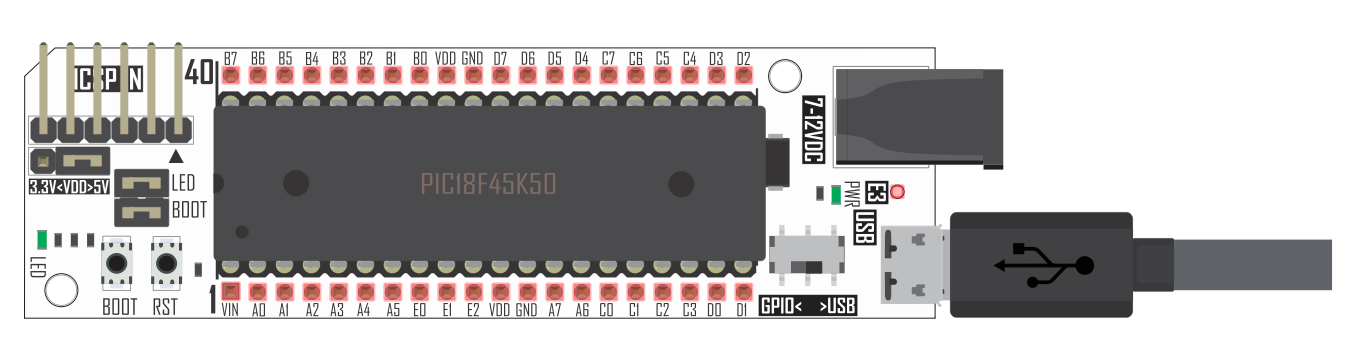 B7 B6 B5 B4 B3 B2 B1 B0 VDD GND D7 D6 D5 D4 C7 C6 C5 C4 D3 D2
ICSP N
40
7-12VDC
3.3V<VDD>5V
LED
BOOT
PIC18F45K50
PWR
E3
USB
LED
BOOT
RST
1
VIN A0 A1 A2 A3 A4 A5 E0 E1 E2 VDD GND A7 A6 C0 C1 C2 C3 D0 D1
GPIO< >USB